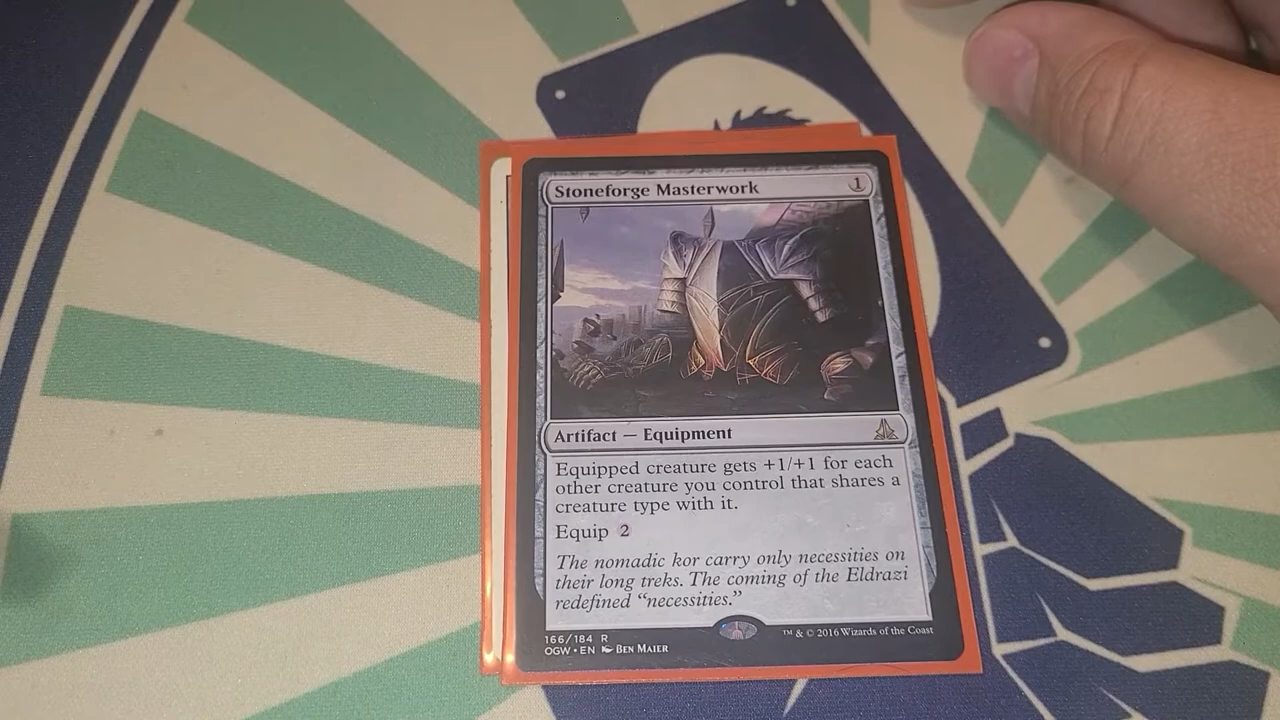 Stoneforge Masterwork 1
Artifact — Equipment
Equipped creature gets +1/+1 for each
other creature you control that shares a
creature type with it.
Equip 2
The nomadic kor carry only necessities on
their long treks. The coming of the Eldrazi
redefined “necessities.”
166/184 R
OGW • EN Ben Maier
™ & © 2016 Wizards of the Coast